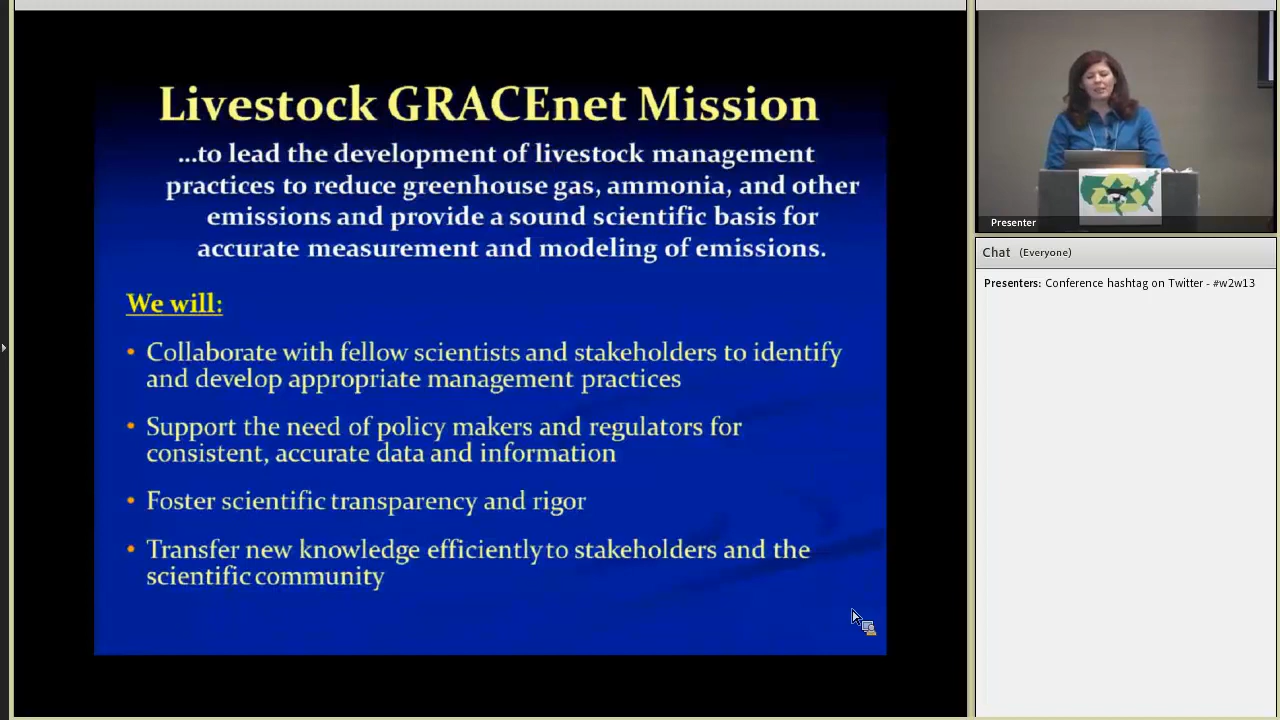 Livestock GRACEnet Mission
...to lead the development of livestock management
practices to reduce greenhouse gas, ammonia, and other
emissions and provide a sound scientific basis for
accurate measurement and modeling of emissions.
We will:
• Collaborate with fellow scientists and stakeholders to identify
and develop appropriate management practices
• Support the need of policy makers and regulators for
consistent, accurate data and information
• Foster scientific transparency and rigor
• Transfer new knowledge efficiently to stakeholders and the
scientific community
Presenter
Chat (Everyone)
Presenters: Conference hashtag on Twitter - #w2w13